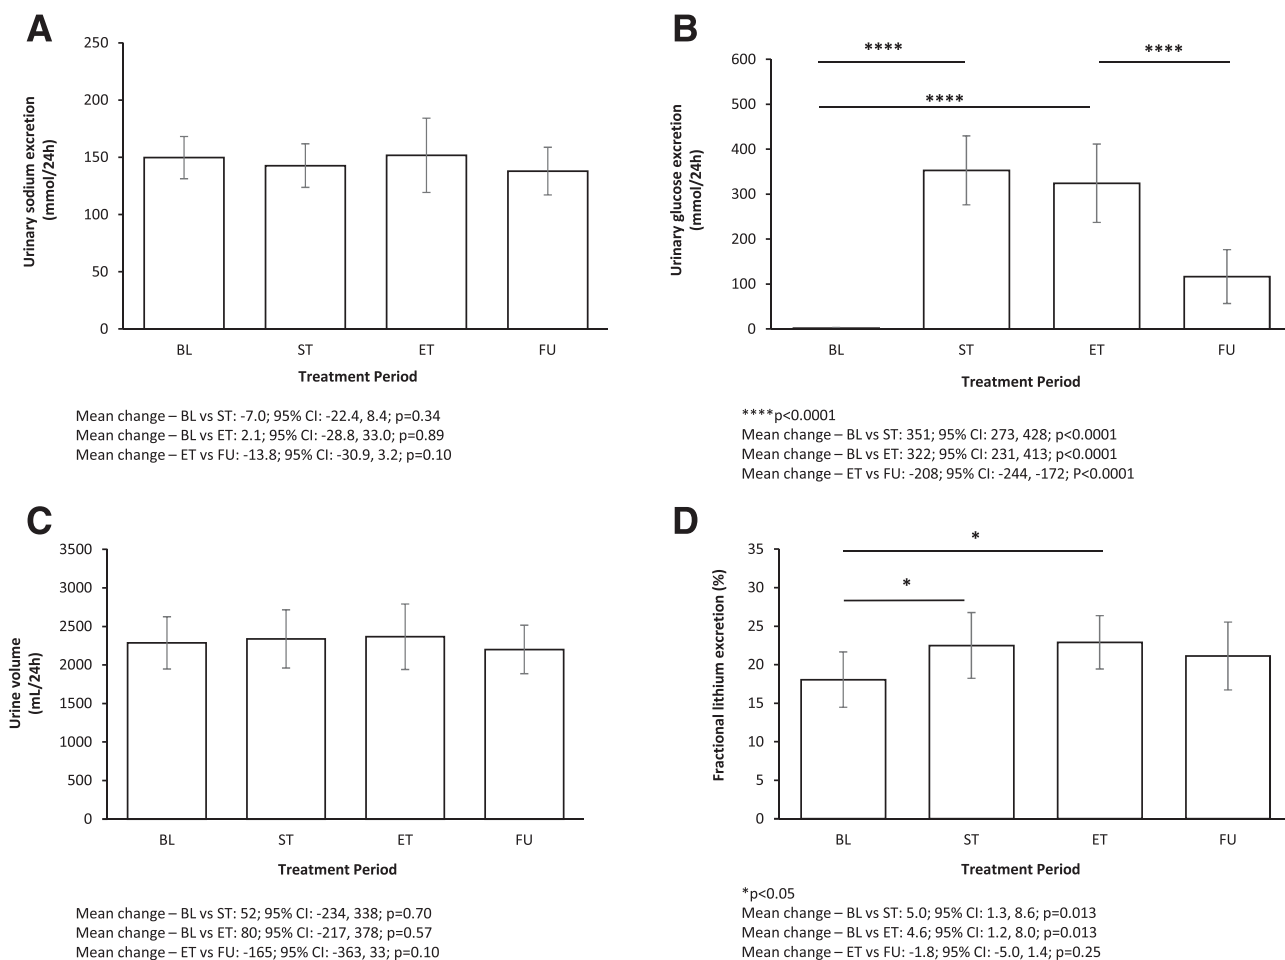 A
250
200
150
100
50
0
Urinary sodium excretion
(mmol/24h)
BL ST ET FU
Treatment Period
Mean change – BL vs ST: -7.0; 95% CI: -22.4, 8.4; p=0.34
Mean change – BL vs ET: 2.1; 95% CI: -28.8, 33.0; p=0.89
Mean change – ET vs FU: -13.8; 95% CI: -30.9, 3.2; p=0.10
B
600
500
400
300
200
100
0
Urinary glucose excretion
(mmol/24h)
**** ****
****
BL ST ET FU
Treatment Period
****p<0.0001
Mean change – BL vs ST: 351; 95% CI: 273, 428; p<0.0001
Mean change – BL vs ET: 322; 95% CI: 231, 413; p<0.0001
Mean change – ET vs FU: -208; 95% CI: -244, -172; P<0.0001
C
3500
3000
2500
2000
1500
1000
500
0
Urine volume
(mL/24h)
BL ST ET FU
Treatment Period
Mean change – BL vs ST: 52; 95% CI: -234, 338; p=0.70
Mean change – BL vs ET: 80; 95% CI: -217, 378; p=0.57
Mean change – ET vs FU: -165; 95% CI: -363, 33; p=0.10
D
35
30
25
20
15
10
5
0
Fractional lithium excretion (%)
*
*
BL ST ET FU
Treatment Period
*p<0.05
Mean change – BL vs ST: 5.0; 95% CI: 1.3, 8.6; p=0.013
Mean change – BL vs ET: 4.6; 95% CI: 1.2, 8.0; p=0.013
Mean change – ET vs FU: -1.8; 95% CI: -5.0, 1.4; p=0.25